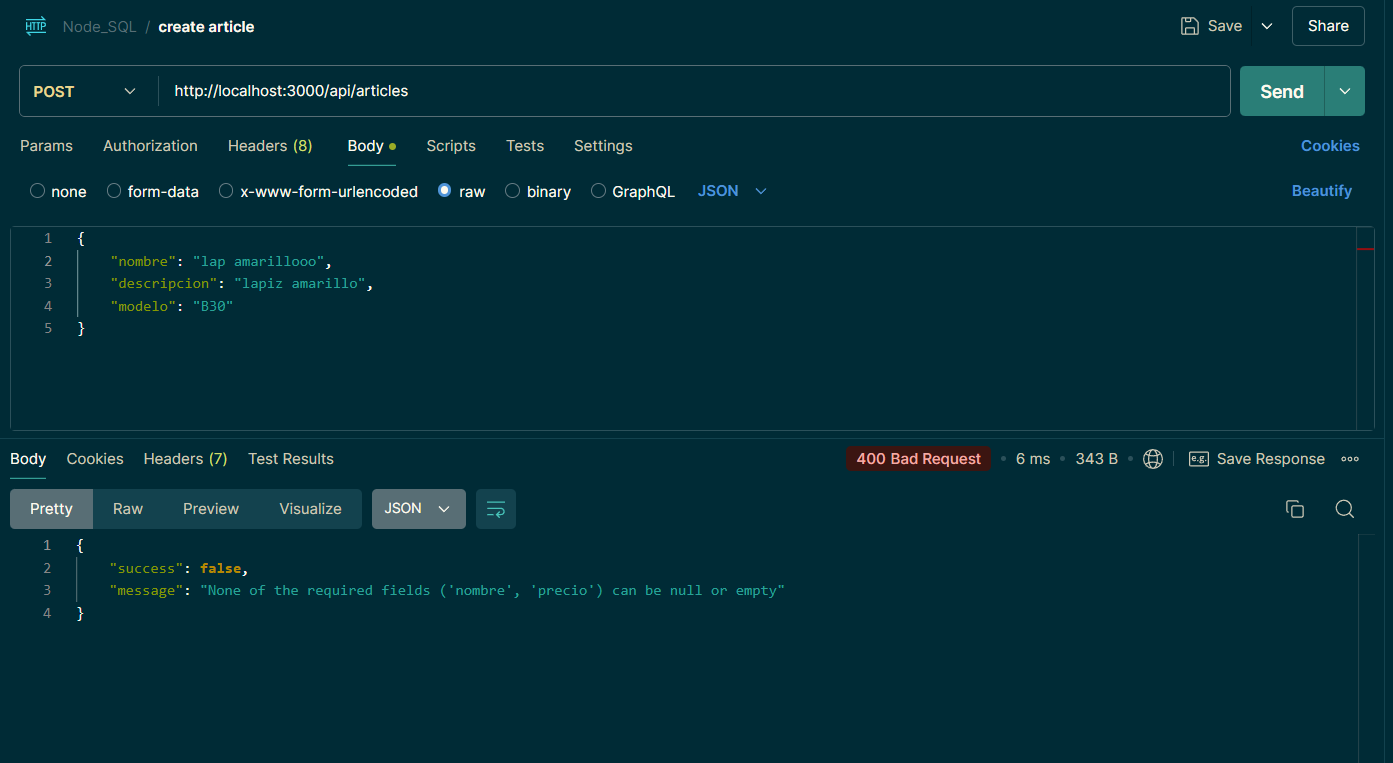 HTTP Node_SQL / create article Save Share
POST http://localhost:3000/api/articles Send
Params Authorization Headers (8) Body Scripts Tests Settings Cookies
none form-data x-www-form-urlencoded raw binary GraphQL JSON Beautify
1 {
2 "nombre": "lap amarillooo",
3 "descripcion": "lapiz amarillo",
4 "modelo": "B30"
5 }
Body Cookies Headers (7) Test Results 400 Bad Request • 6 ms • 343 B • e.g. Save Response
Pretty Raw Preview Visualize JSON
1 {
2 "success": false,
3 "message": "None of the required fields ('nombre', 'precio') can be null or empty"
4 }